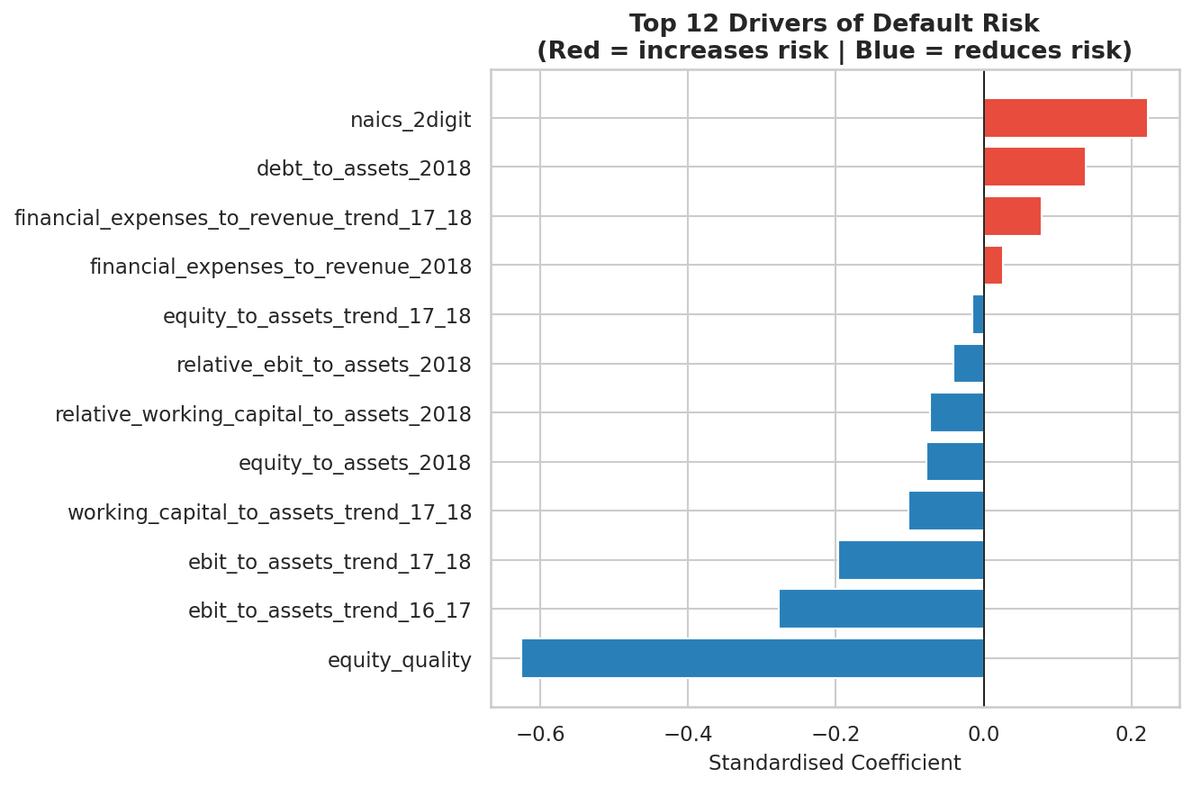 Top 12 Drivers of Default Risk
(Red = increases risk | Blue = reduces risk)
naics_2digit
debt_to_assets_2018
financial_expenses_to_revenue_trend_17_18
financial_expenses_to_revenue_2018
equity_to_assets_trend_17_18
relative_ebit_to_assets_2018
relative_working_capital_to_assets_2018
equity_to_assets_2018
working_capital_to_assets_trend_17_18
ebit_to_assets_trend_17_18
ebit_to_assets_trend_16_17
equity_quality
−0.6 −0.4 −0.2 0.0 0.2
Standardised Coefficient